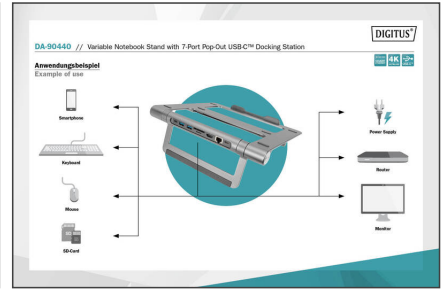 DIGITUS®
DA-90440 // Variable Notebook Stand with 7-Port Pop-Out USB-C™ Docking Station
4K
Anwendungsbeispiel
Example of use
Smartphone
Keyboard
Mouse
SD-Card
Power Supply
Router
Monitor